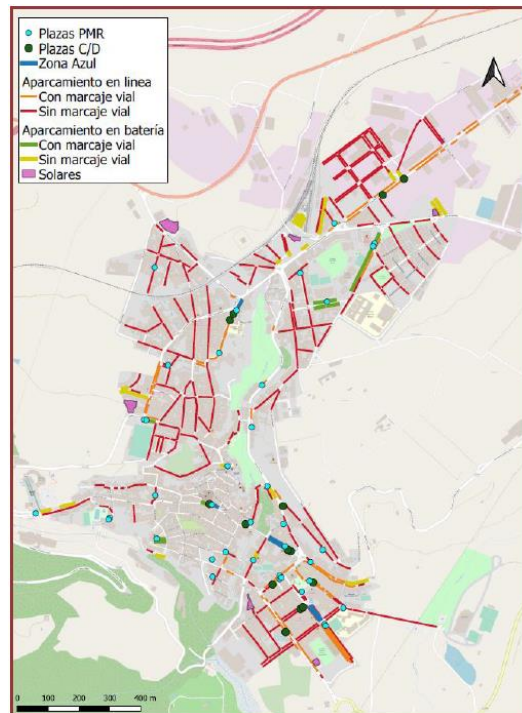 Plazas PMR
Plazas C/D
Zona Azul
Aparcamiento en linea
Con marcaje vial
Sin marcaje vial
Aparcamiento en batería
Con marcaje vial
Sin marcaje vial
Solares
0 100 200 300 400 m